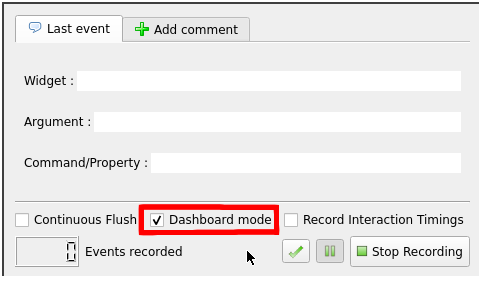 Last event Add comment
Widget :
Argument :
Command/Property :
Continuous Flush Dashboard mode Record Interaction Timings
0 Events recorded Stop Recording